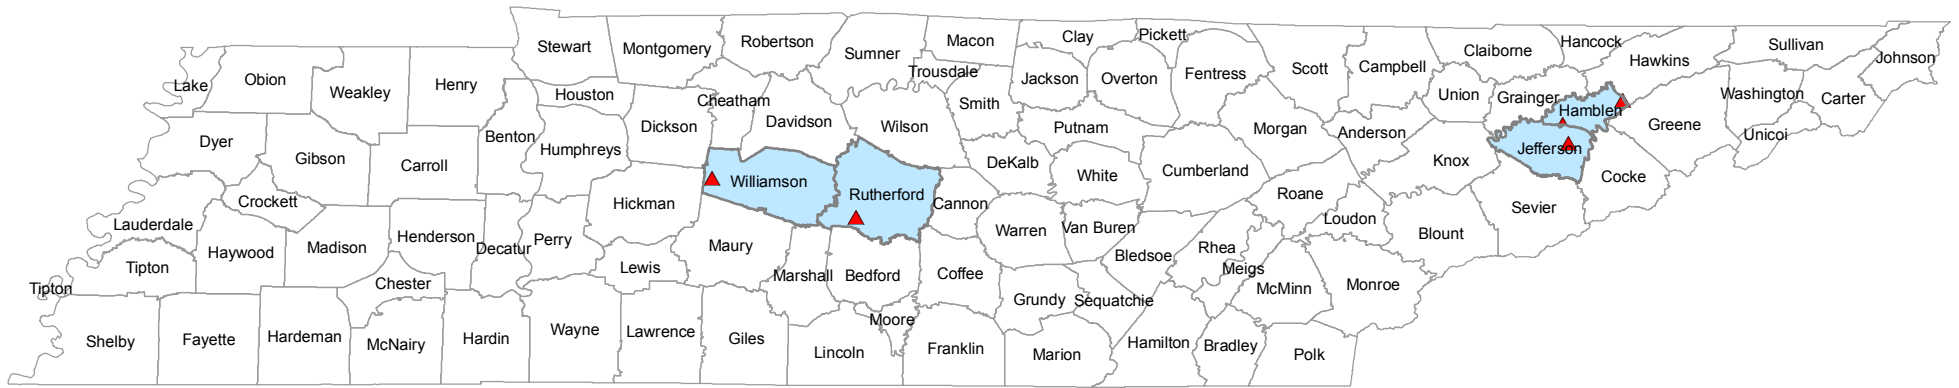 Stewart
Montgomery
Robertson
Sumner
Macon
Clay
Pickett
Fentress
Scott
Campbell
Claiborne
Hancock
Hawkins
Sullivan
Johnson
Lake
Obion
Weakley
Henry
Houston
Cheatham
Trousdale
Smith
Jackson
Overton
Union
Grainger
Hamblen
Washington
Carter
Dyer
Gibson
Carroll
Benton
Humphreys
Dickson
Davidson
Wilson
Putnam
Morgan
Anderson
Knox
Jefferson
Greene
Unicoi
Crockett
Hickman
Williamson
Rutherford
Cannon
DeKalb
White
Cumberland
Roane
Loudon
Sevier
Cocke
Lauderdale
Haywood
Madison
Henderson
Decatur
Perry
Lewis
Maury
Marshall
Bedford
Coffee
Warren
Van Buren
Bledsoe
Rhea
Meigs
McMinn
Monroe
Blount
Tipton
Tipton
Chester
Moore
Grundy
Sequatchie
Shelby
Fayette
Hardeman
McNairy
Hardin
Wayne
Lawrence
Giles
Lincoln
Franklin
Marion
Hamilton
Bradley
Polk